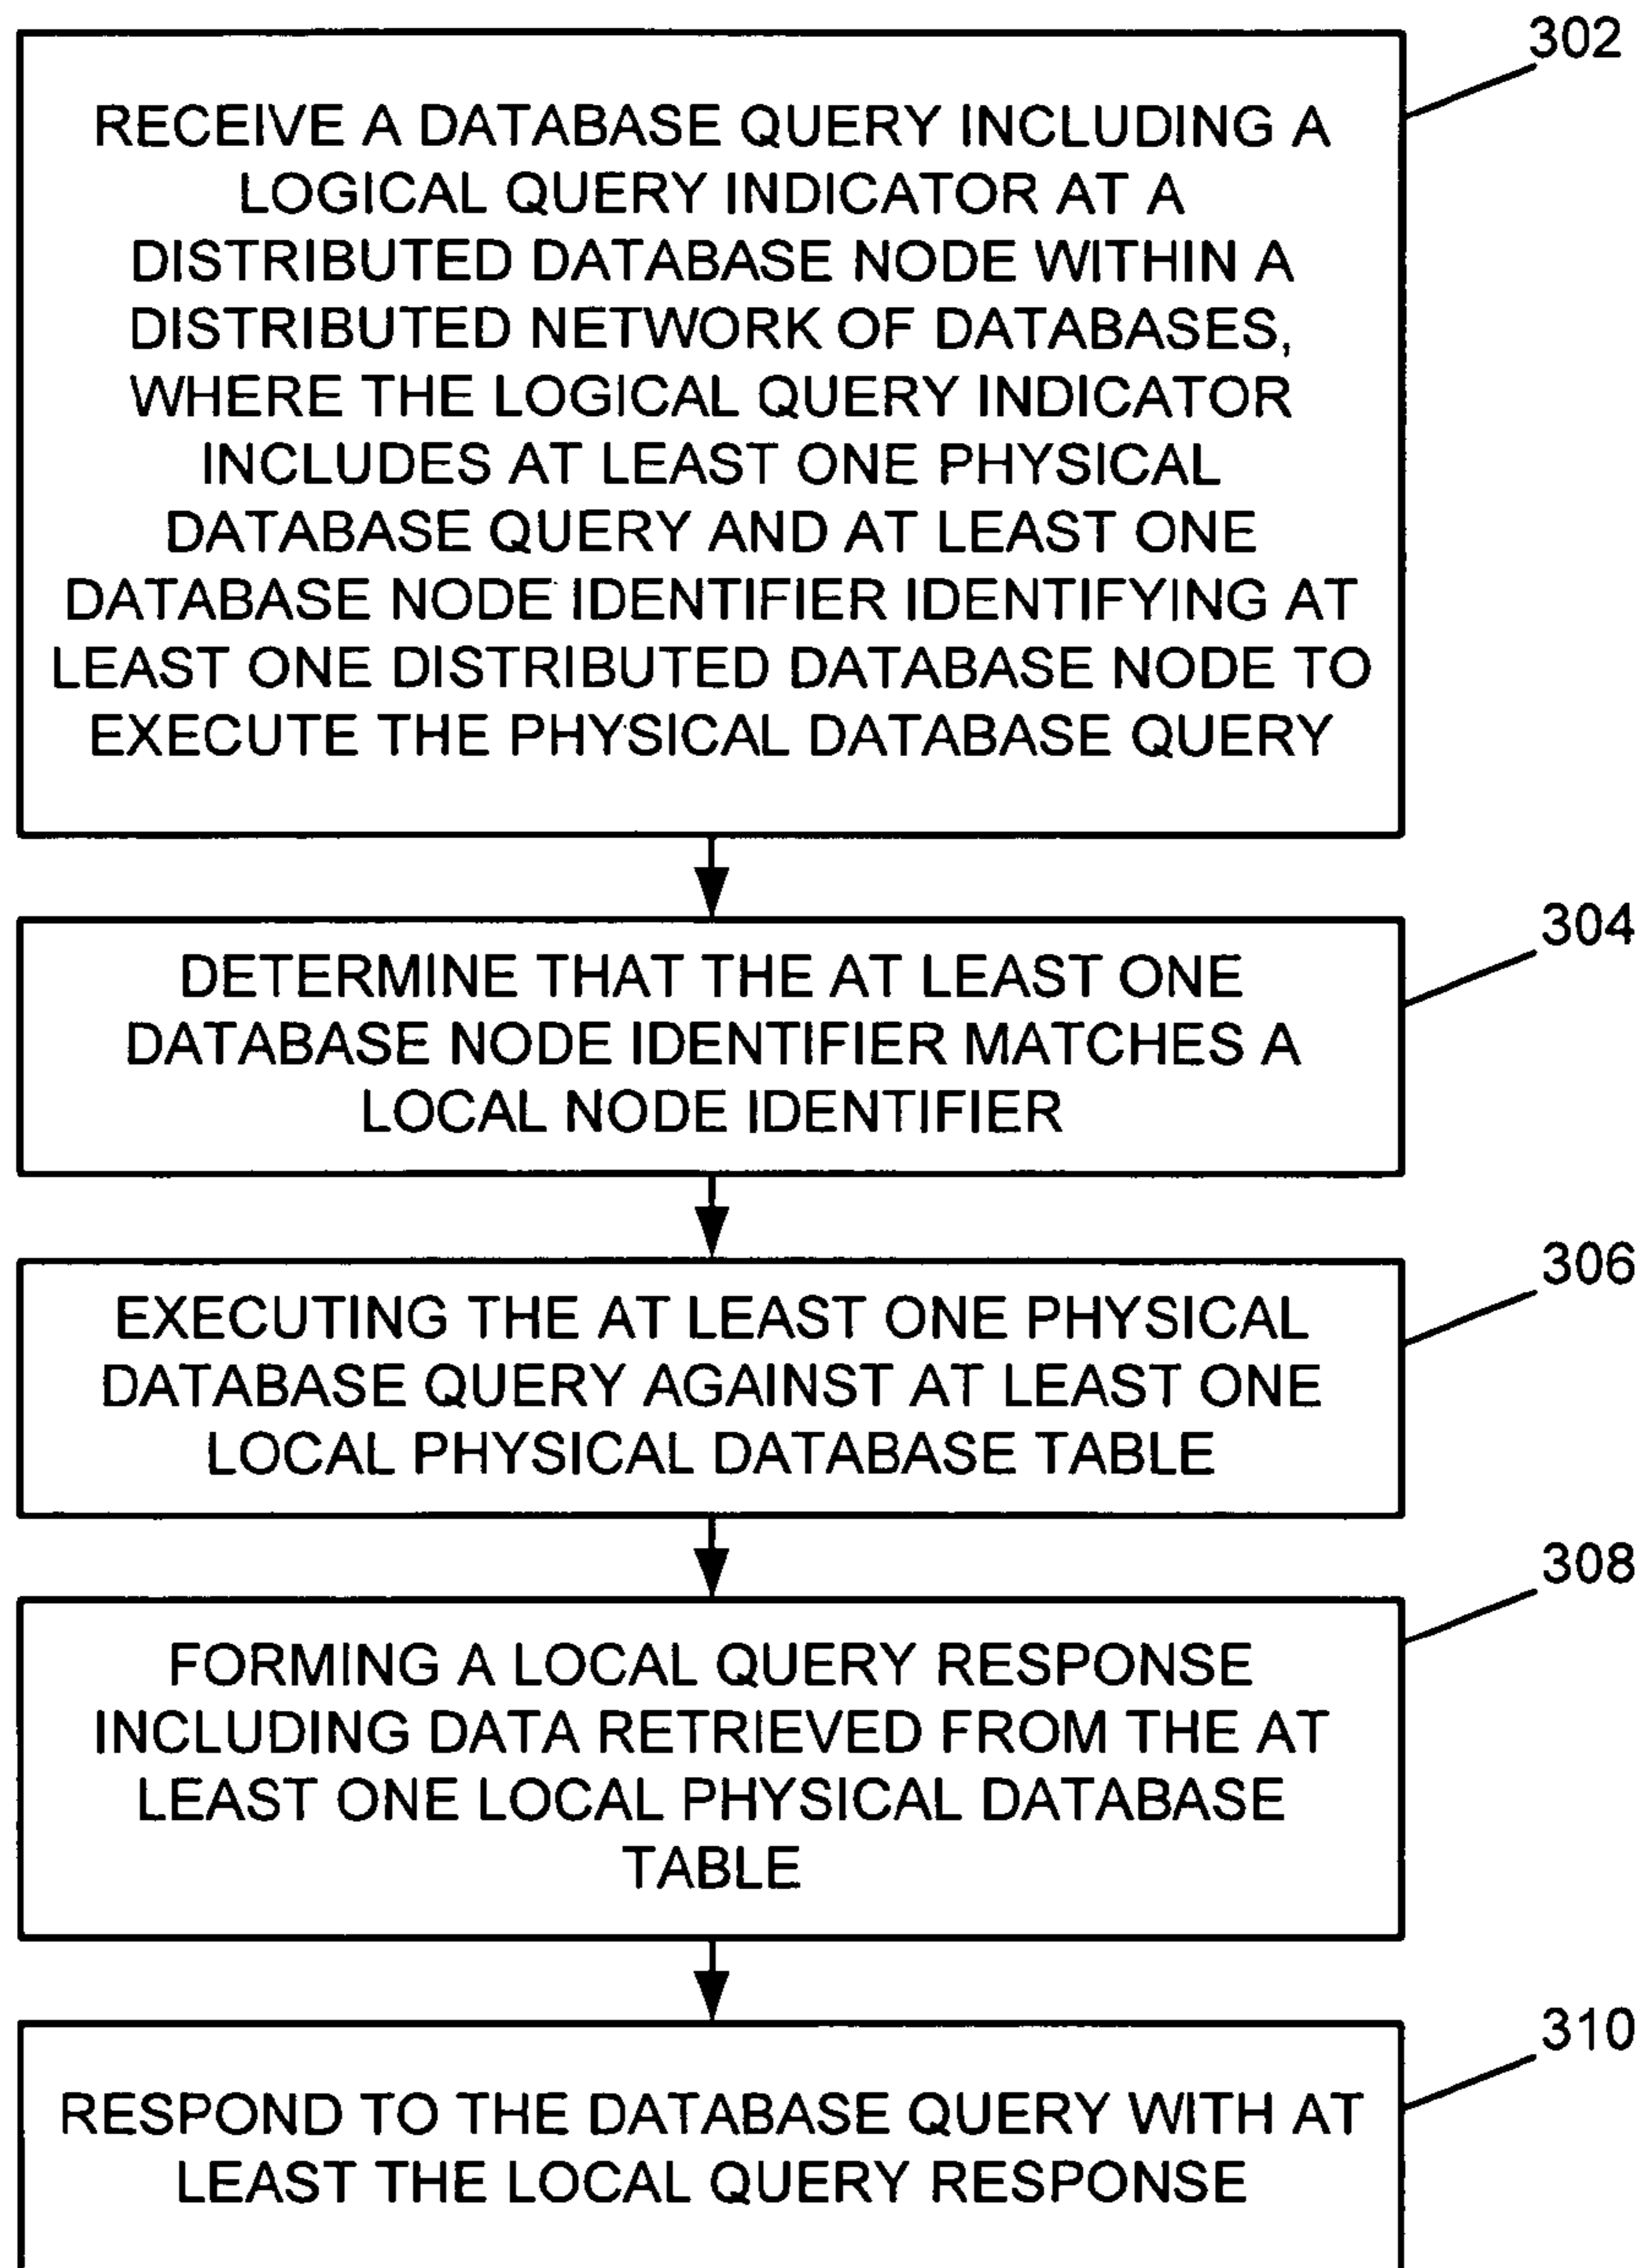 302
RECEIVE A DATABASE QUERY INCLUDING A
LOGICAL QUERY INDICATOR AT A
DISTRIBUTED DATABASE NODE WITHIN A
DISTRIBUTED NETWORK OF DATABASES,
WHERE THE LOGICAL QUERY INDICATOR
INCLUDES AT LEAST ONE PHYSICAL
DATABASE QUERY AND AT LEAST ONE
DATABASE NODE IDENTIFIER IDENTIFYING AT
LEAST ONE DISTRIBUTED DATABASE NODE TO
EXECUTE THE PHYSICAL DATABASE QUERY
304
DETERMINE THAT THE AT LEAST ONE
DATABASE NODE IDENTIFIER MATCHES A
LOCAL NODE IDENTIFIER
306
EXECUTING THE AT LEAST ONE PHYSICAL
DATABASE QUERY AGAINST AT LEAST ONE
LOCAL PHYSICAL DATABASE TABLE
308
FORMING A LOCAL QUERY RESPONSE
INCLUDING DATA RETRIEVED FROM THE AT
LEAST ONE LOCAL PHYSICAL DATABASE
TABLE
310
RESPOND TO THE DATABASE QUERY WITH AT
LEAST THE LOCAL QUERY RESPONSE